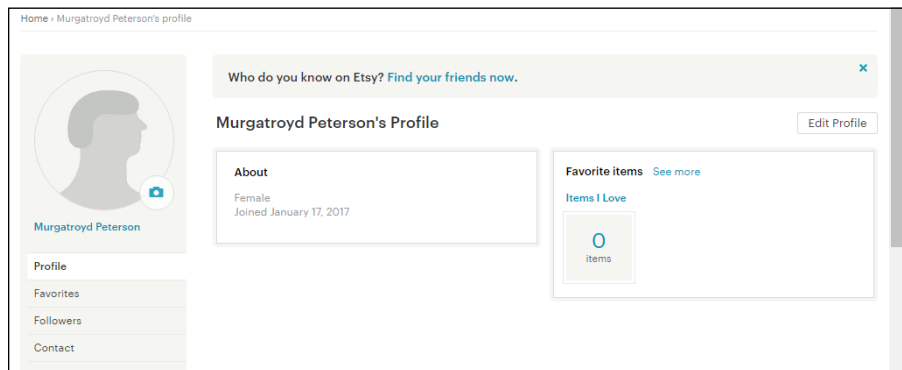 Home › Murgatroyd Peterson's profile
Who do you know on Etsy? Find your friends now.
×
Murgatroyd Peterson's Profile
Edit Profile
About
Female
Joined January 17, 2017
Favorite items See more
Items I Love
0
items
Murgatroyd Peterson
Profile
Favorites
Followers
Contact